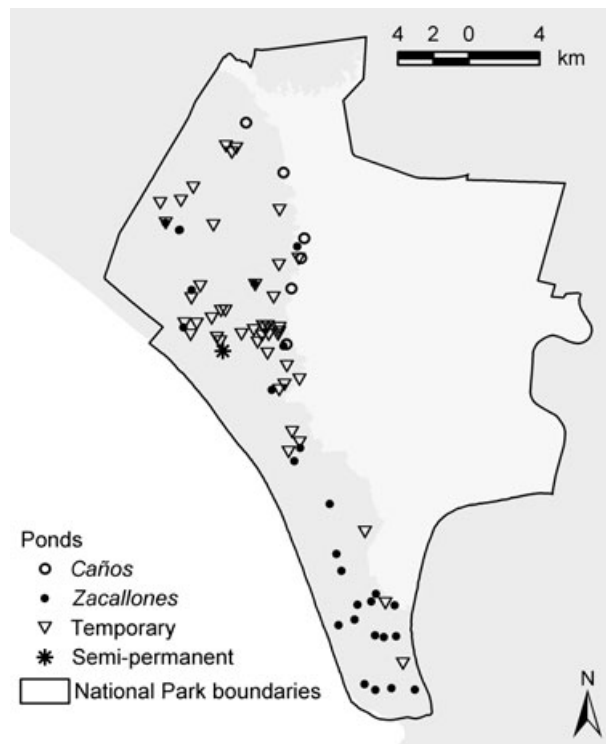 4 2 0 4
km
Ponds
Caños
Zacallones
Temporary
Semi-permanent
National Park boundaries
N